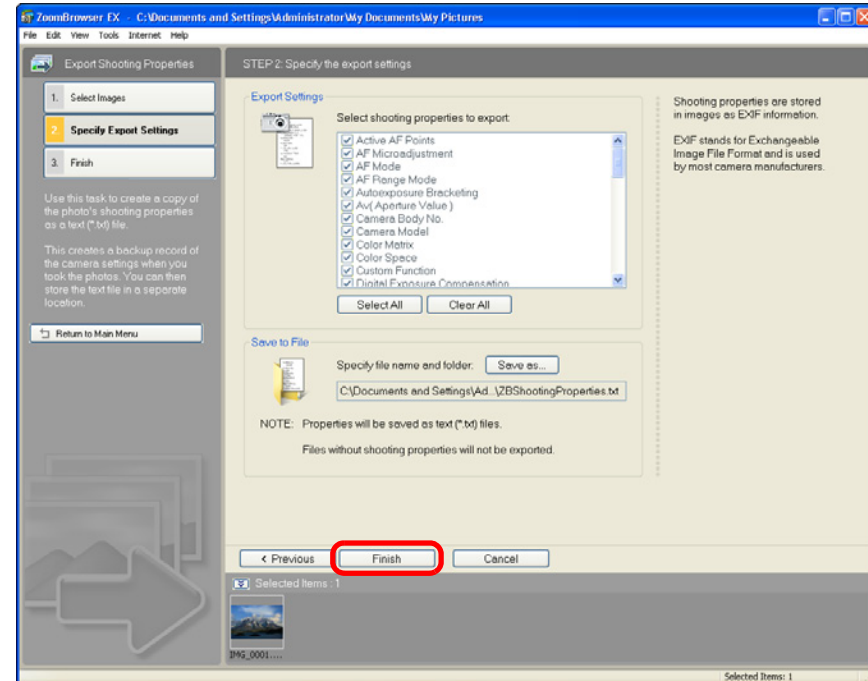 ZoomBrowser EX - C:\Documents and Settings\Administrator\My Documents\My Pictures
File Edit View Tools Internet Help
Export Shooting Properties
STEP 2: Specify the export settings
1. Select Images
2. Specify Export Settings
3. Finish
Use this task to create a copy of
the photo's shooting properties
as a text (*.txt) file.
This creates a backup record of
the camera settings when you
took the photos. You can then
store the text file in a seperate
location.
Return to Main Menu
Export Settings
Select shooting properties to export:
Active AF Points
AF Microadjustment
AF Mode
AF Range Mode
Autoexposure Bracketing
Av( Aperture Value )
Camera Body No.
Camera Model
Color Matrix
Color Space
Custom Function
Digital Exposure Compensation
Select All Clear All
Save to File
Specify file name and folder: Save as...
C:\Documents and Settings\Ad...\ZBShootingProperties.txt
NOTE: Properties will be saved as text (*.txt) files.
Files without shooting properties will not be exported.
Shooting properties are stored
in images as EXIF information.
EXIF stands for Exchangeable
Image File Format and is used
by most camera manufacturers.
< Previous Finish Cancel
Selected Items : 1
IMG_0001....
Selected Items: 1